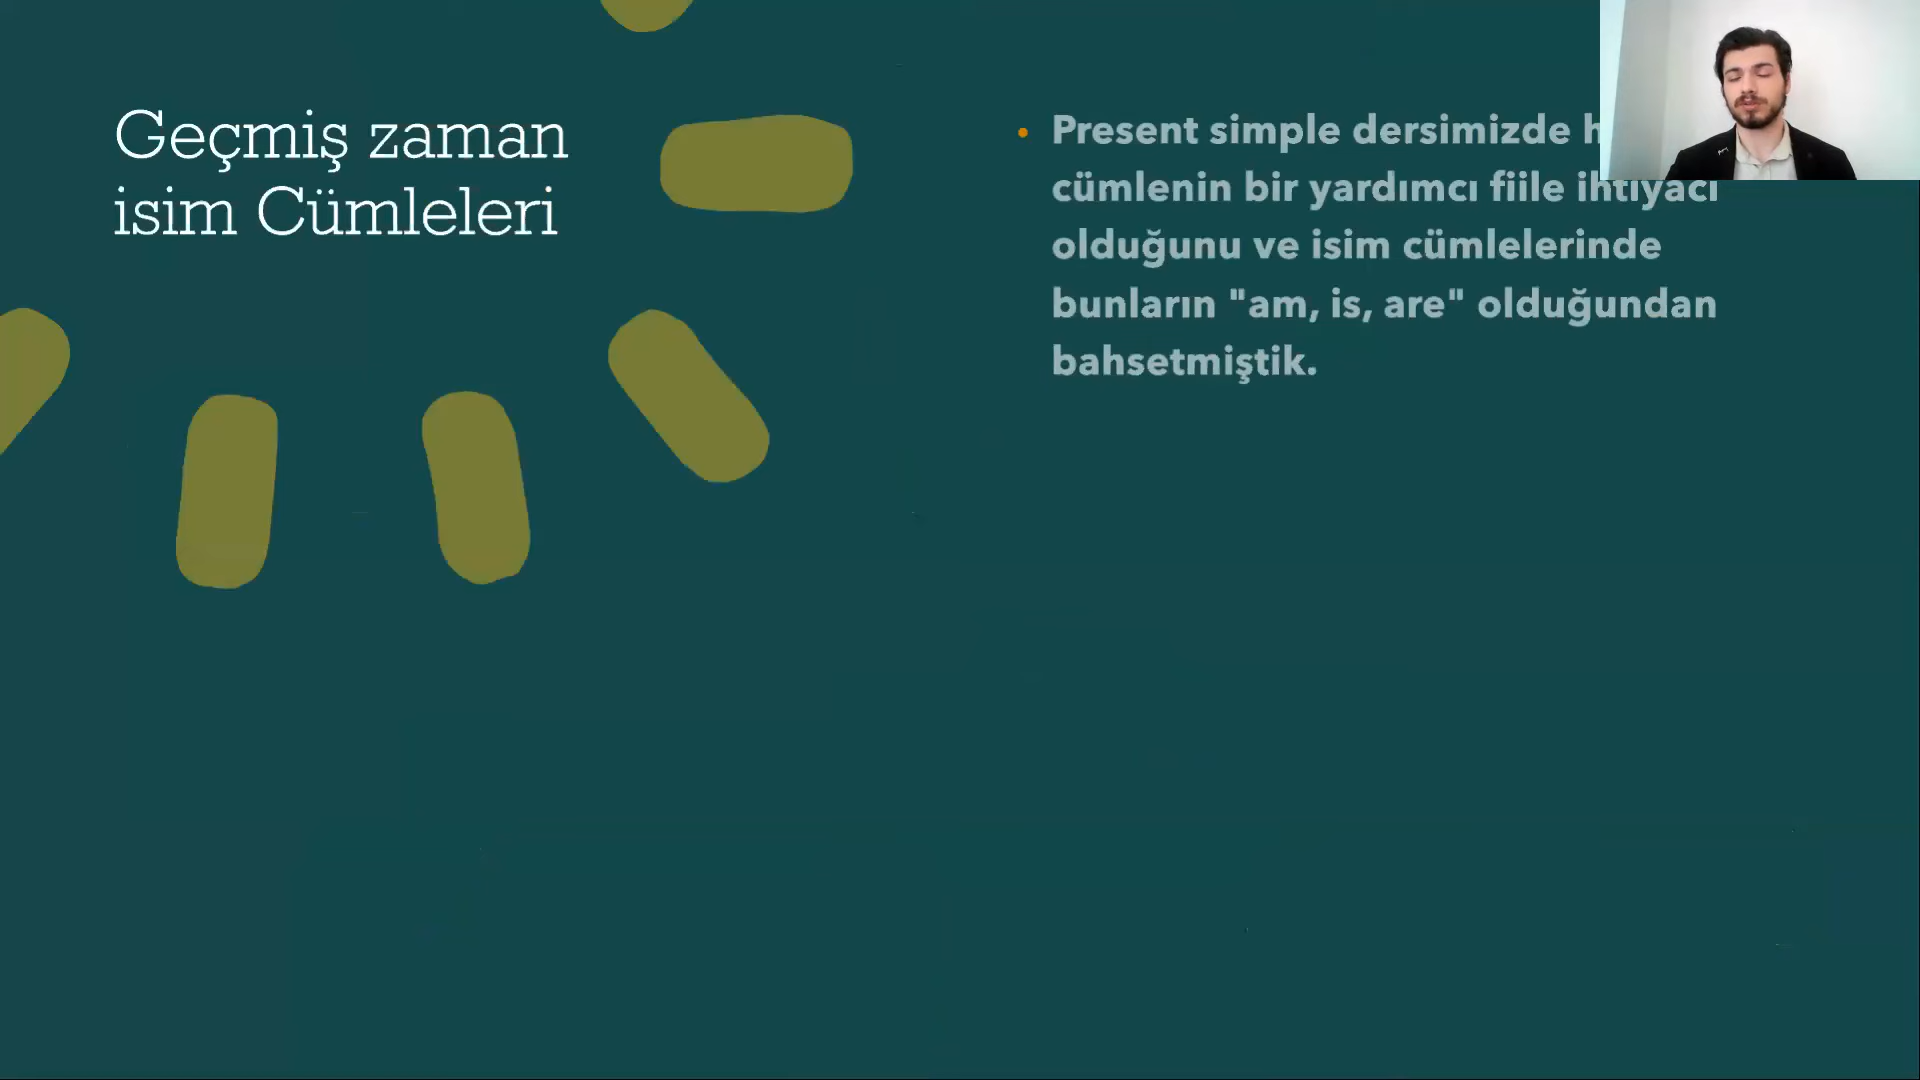 Geçmiş zaman
isim Cümleleri
Present simple dersimizde
cümlenin bir yardımcı fiile ihtiyacı
olduğunu ve isim cümlelerinde
bunların "am, is, are" olduğundan
bahsetmiştik.